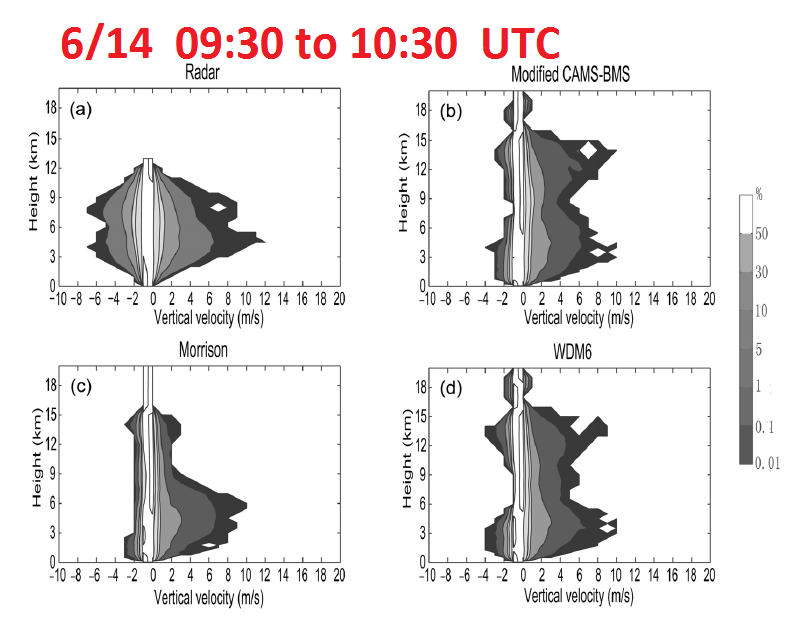 6/14 09:30 to 10:30 UTC
Radar
Modified CAMS-BMS
(a)
(b)
Height (km)
18
15
12
9
6
3
0
Height (km)
18
15
12
9
6
3
0
−10 −8 −6 −4 −2 0 2 4 6 8 10 12 14 16 18 20
−10 −8 −6 −4 −2 0 2 4 6 8 10 12 14 16 18 20
Vertical velocity (m/s)
Vertical velocity (m/s)
%
50
30
10
5
1
0.1
0.01
Morrison
WDM6
(c)
(d)
Height (km)
18
15
12
9
6
3
0
Height (km)
18
15
12
9
6
3
0
−10 −8 −6 −4 −2 0 2 4 6 8 10 12 14 16 18 20
−10 −8 −6 −4 −2 0 2 4 6 8 10 12 14 16 18 20
Vertical velocity (m/s)
Vertical velocity (m/s)